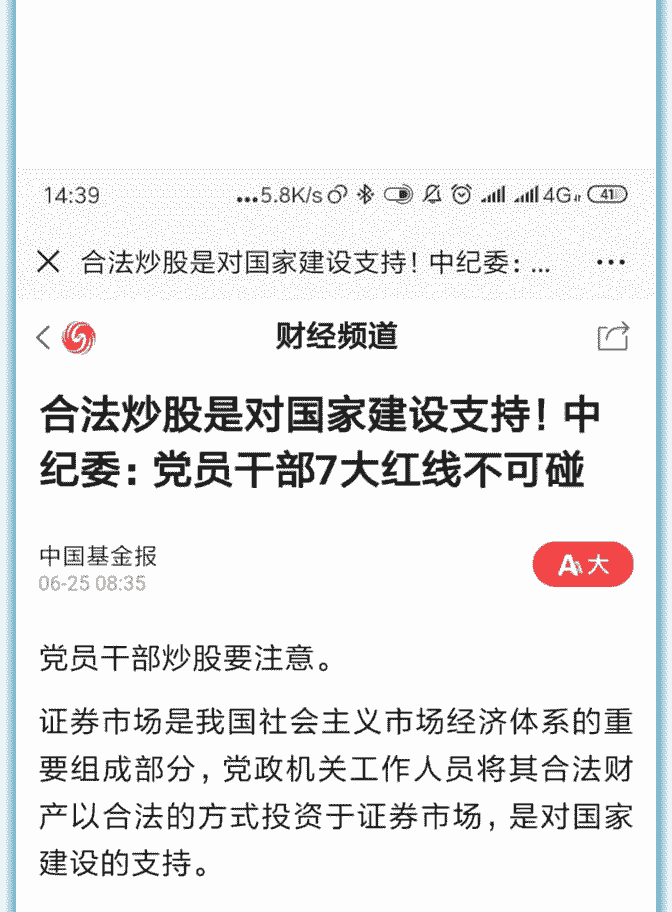 14:39
...5.8K/s 4G 41
合法炒股是对国家建设支持！中纪委：...
财经频道
合法炒股是对国家建设支持！中
纪委：党员干部7大红线不可碰
中国基金报
06-25 08:35
AA大
党员干部炒股要注意。
证券市场是我国社会主义市场经济体系的重
要组成部分，党政机关工作人员将其合法财
产以合法的方式投资于证券市场，是对国家
建设的支持。